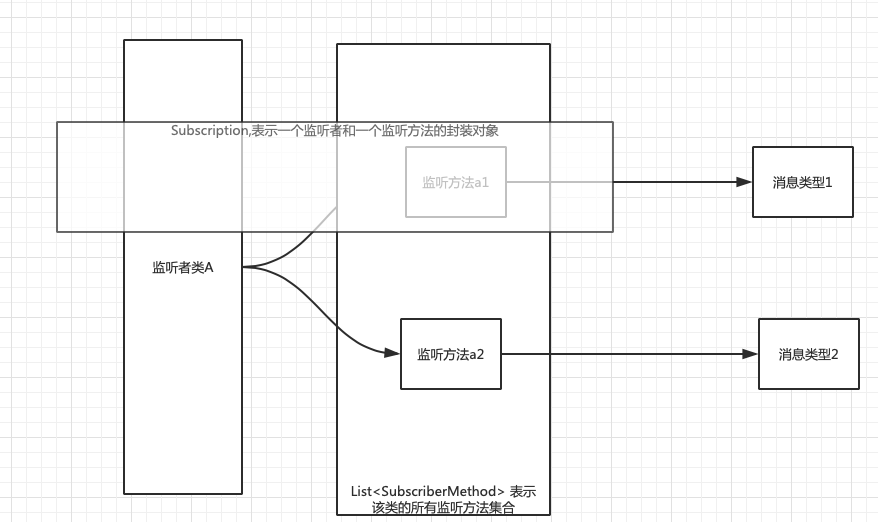 Subscription,表示一个监听者和一个监听方法的封装对象
监听方法a1
消息类型1
监听者类A
监听方法a2
消息类型2
List<SubscriberMethod> 表示
该类的所有监听方法集合